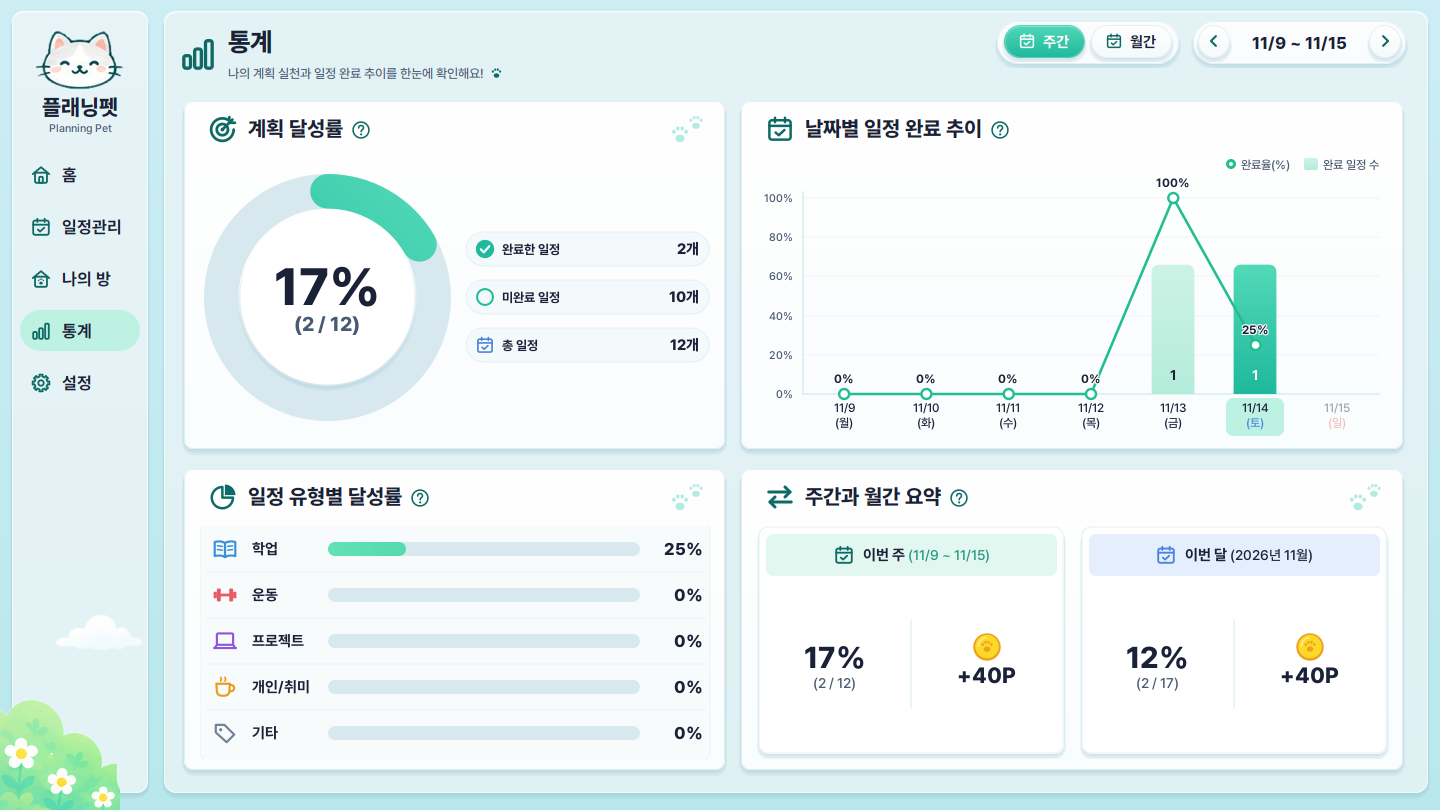 플래닝펫
Planning Pet
홈
일정관리
나의 방
통계
설정
통계
나의 계획 실천과 일정 완료 추이를 한눈에 확인해요!
주간
월간
11/9 ~ 11/15
계획 달성률
17%
(2 / 12)
완료한 일정 2개
미완료 일정 10개
총 일정 12개
날짜별 일정 완료 추이
완료율(%) 완료 일정 수
100%
80%
60%
40%
20%
0%
0% 0% 0% 0% 100% 25%
1 1
11/9 11/10 11/11 11/12 11/13 11/14 11/15
(월) (화) (수) (목) (금) (토) (일)
일정 유형별 달성률
학업 25%
운동 0%
프로젝트 0%
개인/취미 0%
기타 0%
주간과 월간 요약
이번 주 (11/9 ~ 11/15)
17%
(2 / 12)
+40P
이번 달 (2026년 11월)
12%
(2 / 17)
+40P